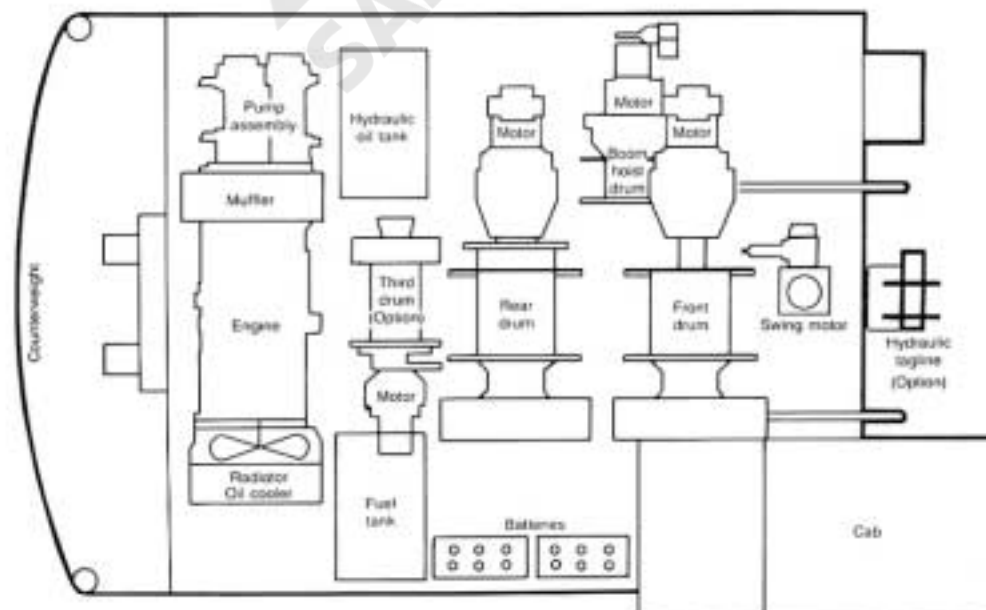 Pump
assembly
Hydraulic
oil tank
Motor
Motor
Motor
Boom
hoist
drum
Muffler
Counterweight
Engine
Third
drum
(Option)
Rear
drum
Front
drum
Swing motor
Hydraulic
tagline
(Option)
Motor
Radiator
Oil cooler
Fuel
tank
Batteries
Cab